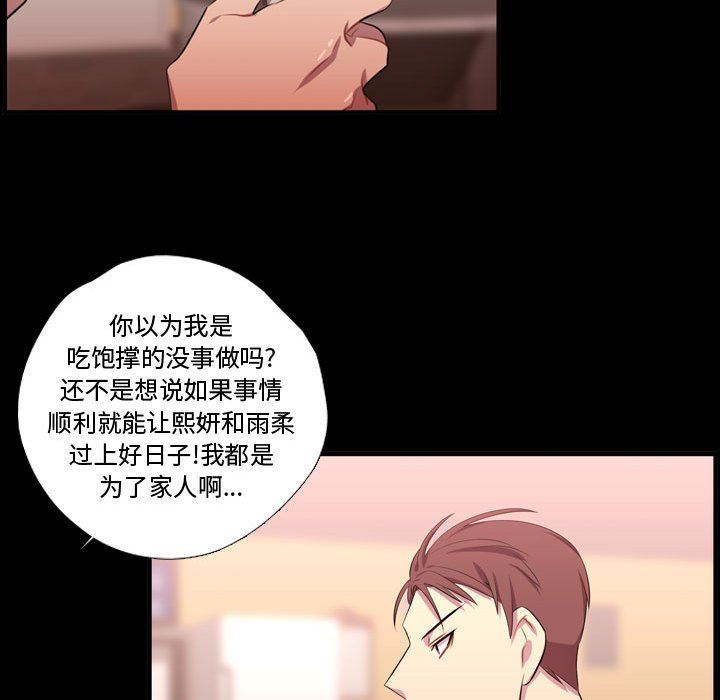 你以为我是
吃饱撑的没事做吗?
还不是想说如果事情
顺利就能让熙妍和雨柔
过上好日子!我都是
为了家人啊...